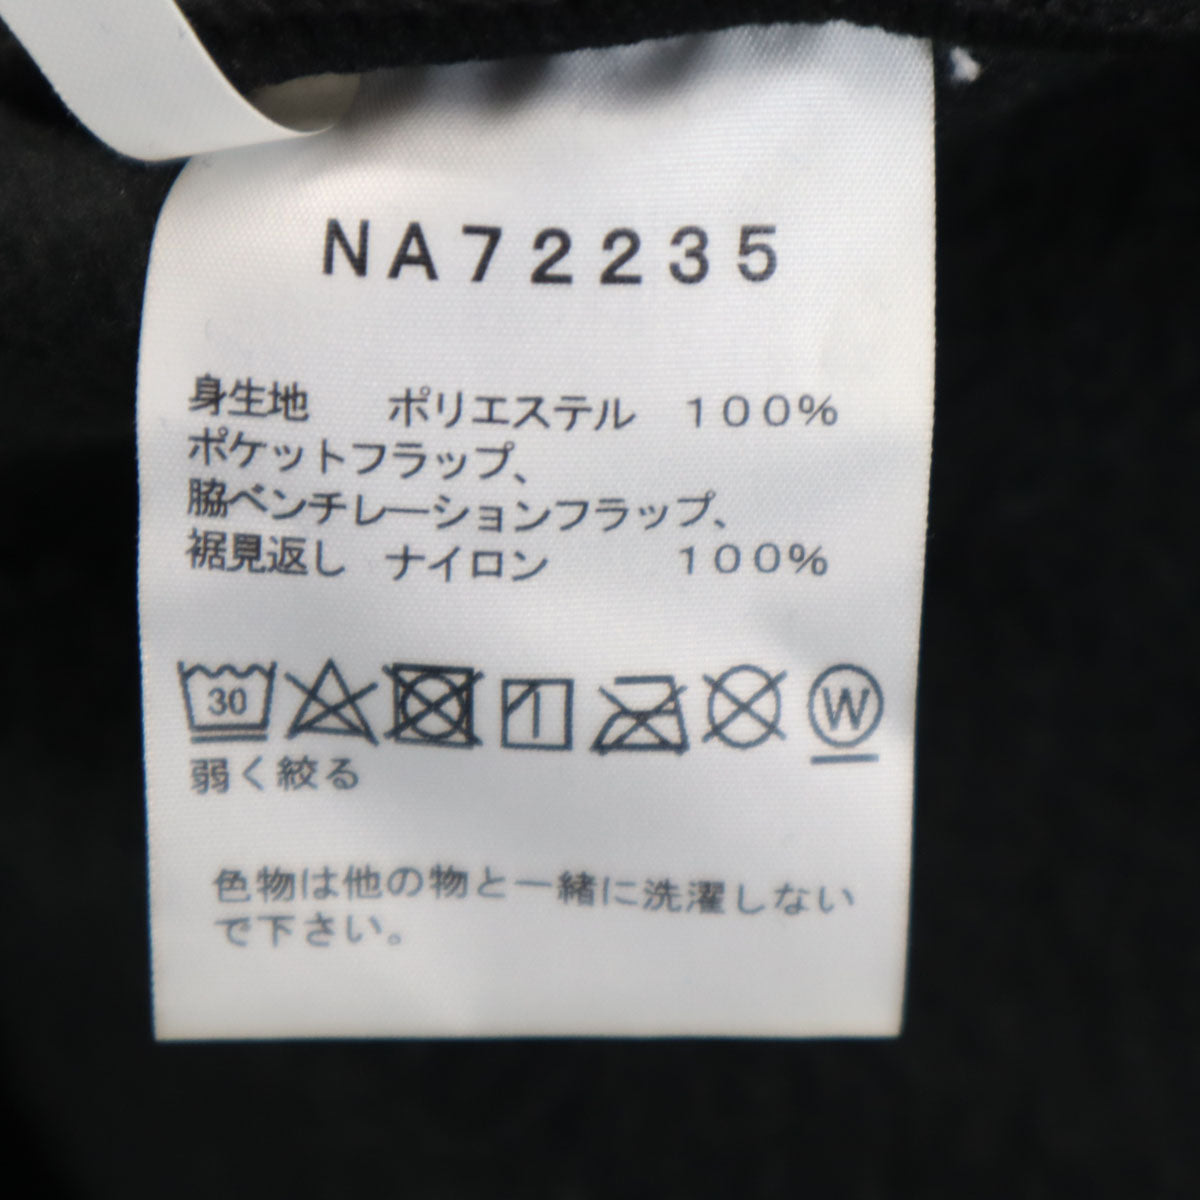 NA72235
身生地 ポリエステル 100%
ポケットフラップ、
脇ベンチレーションフラップ、
裾見返し ナイロン 100%
30 W
弱く絞る
色物は他の物と一緒に洗濯しない
で下さい。